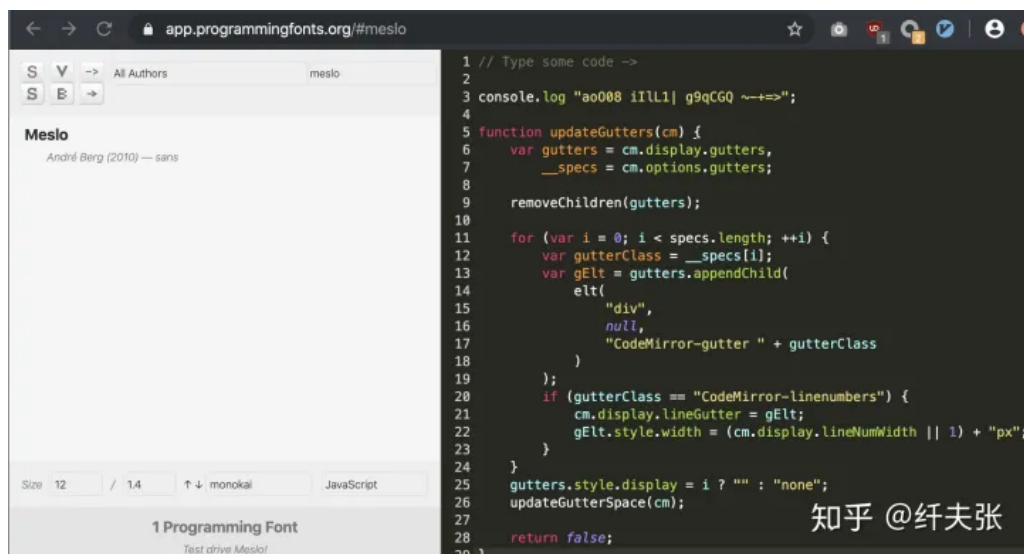 app.programmingfonts.org/#meslo
1
2
S V -> All Authors meslo
S B →
Meslo
André Berg (2010) — sans
Size 12 / 1.4 ↑↓ monokai JavaScript
1 Programming Font
Test drive Meslo!
1 // Type some code ->
2
3 console.log "aoO08 iIlL1| g9qCGQ ~-+=>";
4
5 function updateGutters(cm) {
6 var gutters = cm.display.gutters,
7 __specs = cm.options.gutters;
8
9 removeChildren(gutters);
10
11 for (var i = 0; i < specs.length; ++i) {
12 var gutterClass = __specs[i];
13 var gElt = gutters.appendChild(
14 elt(
15 "div",
16 null,
17 "CodeMirror-gutter " + gutterClass
18 )
19 );
20 if (gutterClass == "CodeMirror-linenumbers") {
21 cm.display.lineGutter = gElt;
22 gElt.style.width = (cm.display.lineNumWidth || 1) + "px";
23 }
24 }
25 gutters.style.display = i ? "" : "none";
26 updateGutterSpace(cm);
27
28 return false;
29 }
知乎 @纤夫张